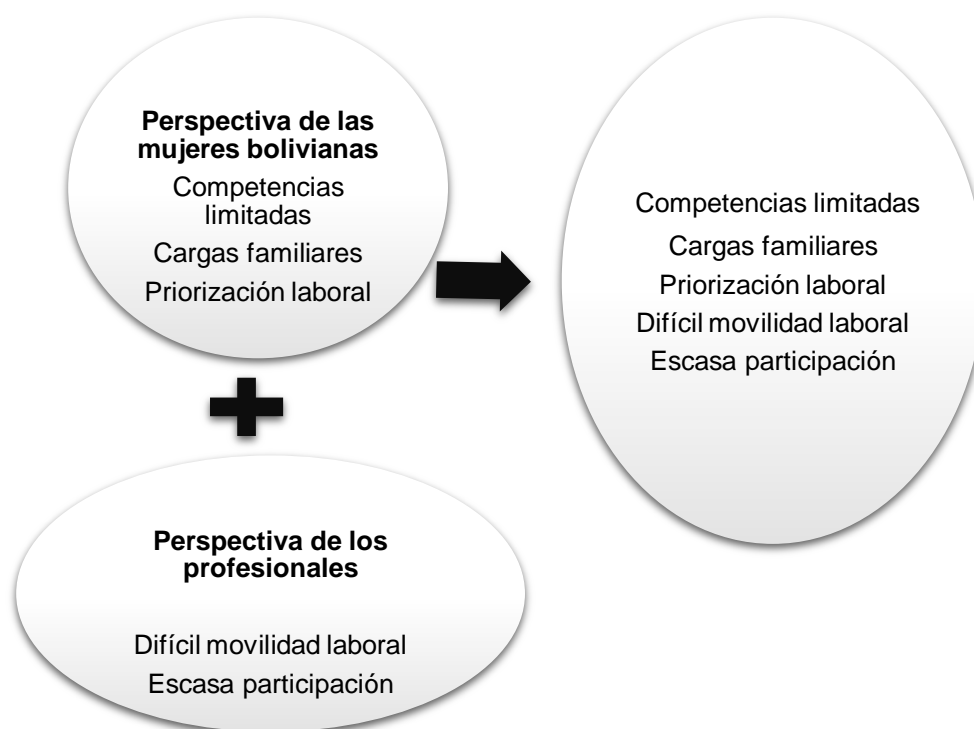 Perspectiva de las
mujeres bolivianas
Competencias
limitadas
Cargas familiares
Priorización laboral
Perspectiva de los
profesionales
Difícil movilidad laboral
Escasa participación
Competencias limitadas
Cargas familiares
Priorización laboral
Difícil movilidad laboral
Escasa participación